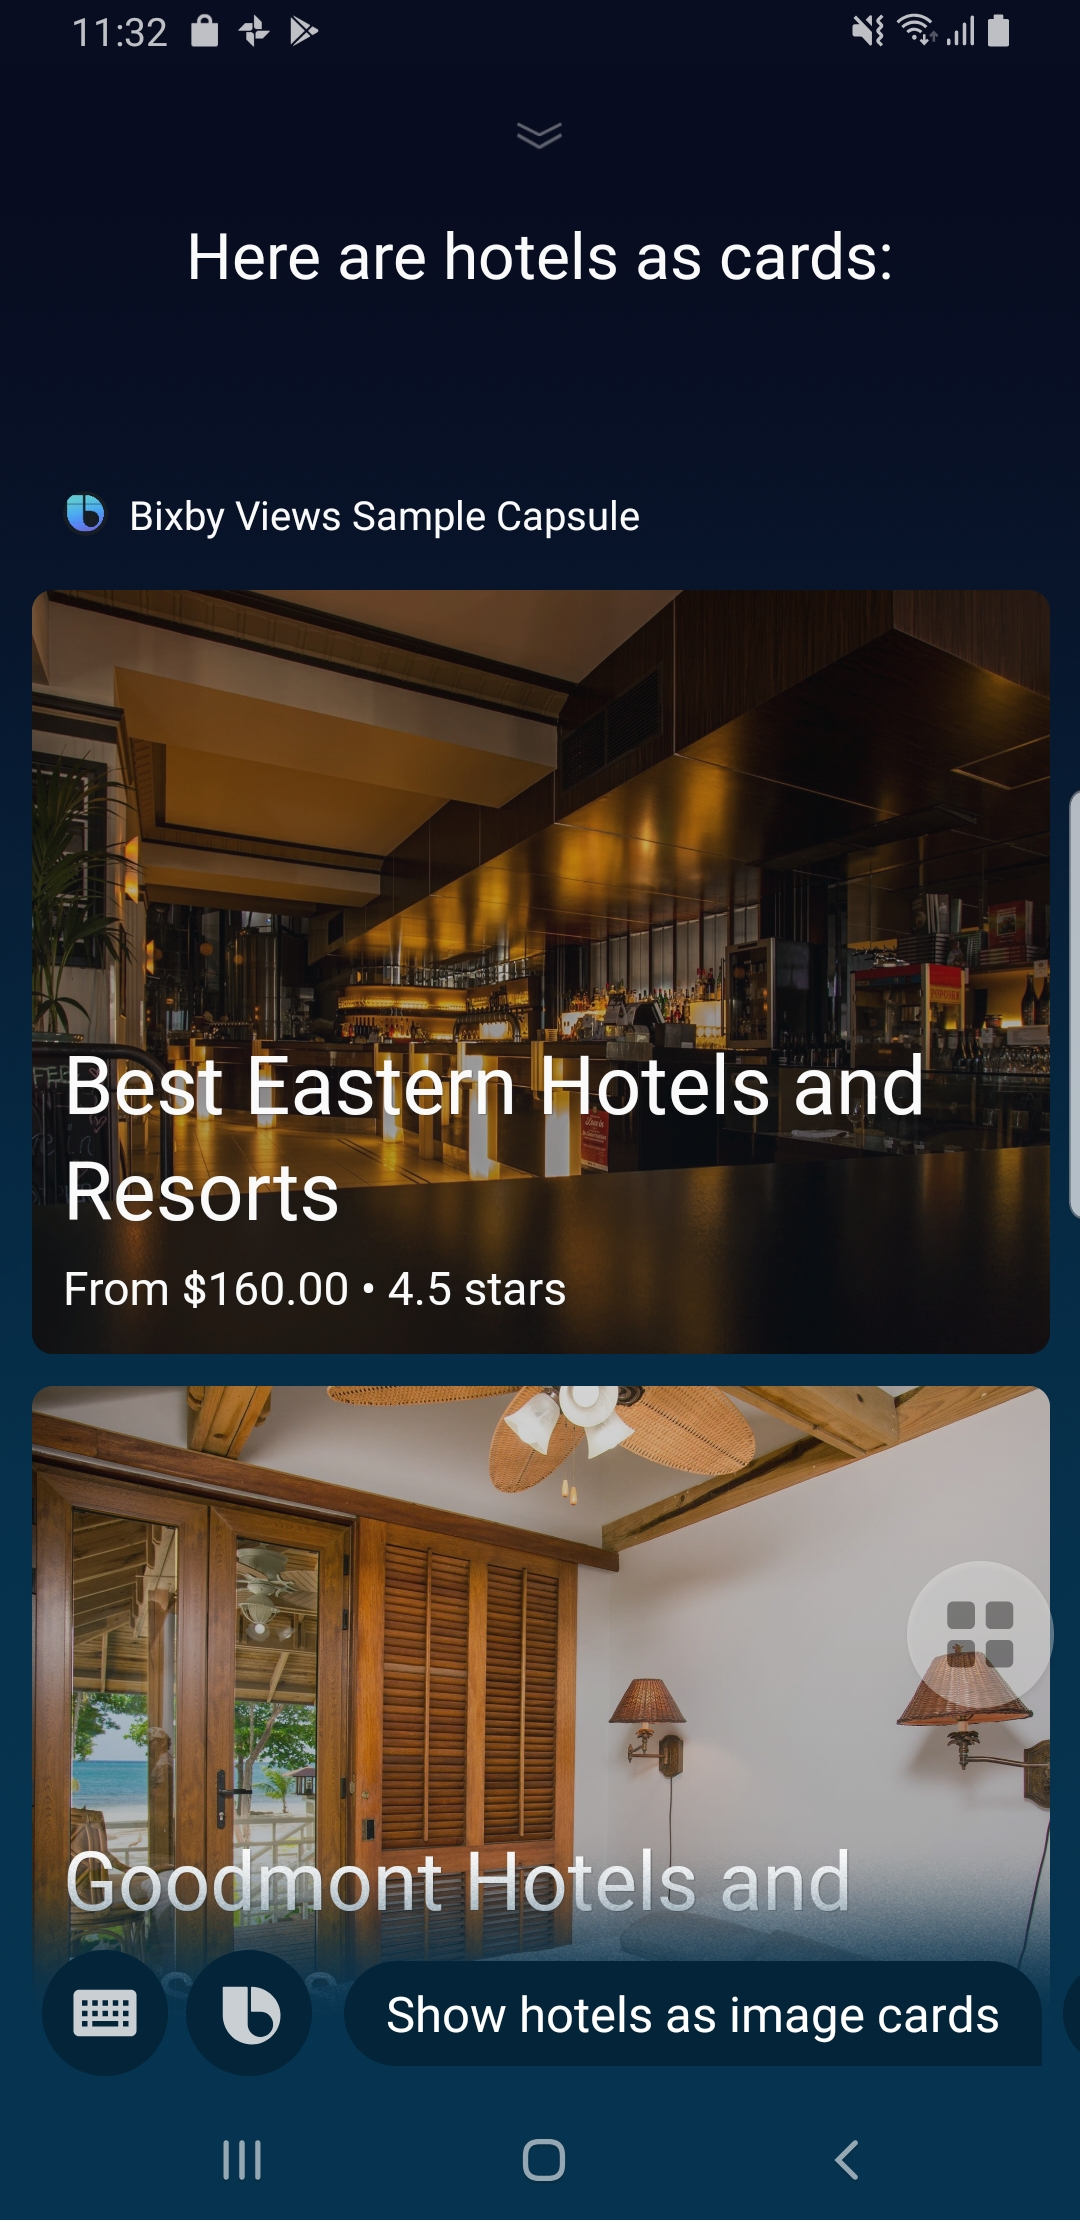 11:32
Here are hotels as cards:
Bixby Views Sample Capsule
Best Eastern Hotels and
Resorts
From $160.00 • 4.5 stars
Goodmont Hotels and
Show hotels as image cards